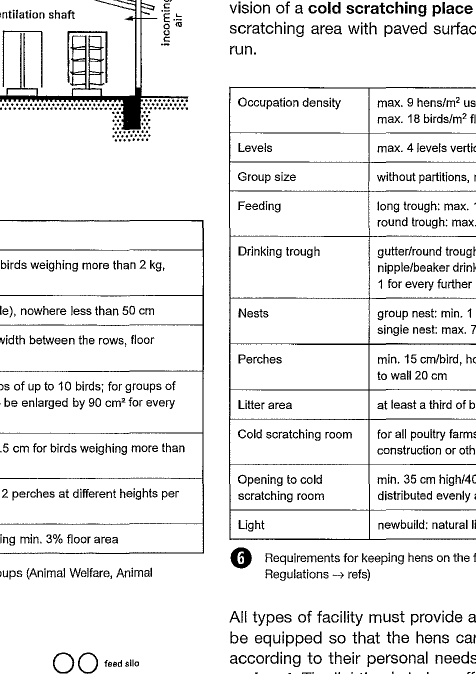 entilation shaft
incoming
air
birds weighing more than 2 kg,
le), nowhere less than 50 cm
width between the rows, floor
os of up to 10 birds; for groups of
be enlarged by 90 cm² for every
.5 cm for birds weighing more than
2 perches at different heights per
ing min. 3% floor area
oups (Animal Welfare, Animal
feed silo
vision of a cold scratching place
scratching area with paved surfac
run.
Occupation density max. 9 hens/m² us
max. 18 birds/m² fl
Levels max. 4 levels vertic
Group size without partitions, r
Feeding long trough: max. 1
round trough: max.
Drinking trough gutter/round trough
nipple/beaker drink
1 for every further
Nests group nest: min. 1
single nest: max. 7
Perches min. 15 cm/bird, ho
to wall 20 cm
Litter area at least a third of b
Cold scratching room for all poultry farms
construction or oth
Opening to cold min. 35 cm high/40
scratching room distributed evenly a
Light newbuild: natural li
6 Requirements for keeping hens on the f
Regulations → refs)
All types of facility must provide a
be equipped so that the hens can
according to their personal needs